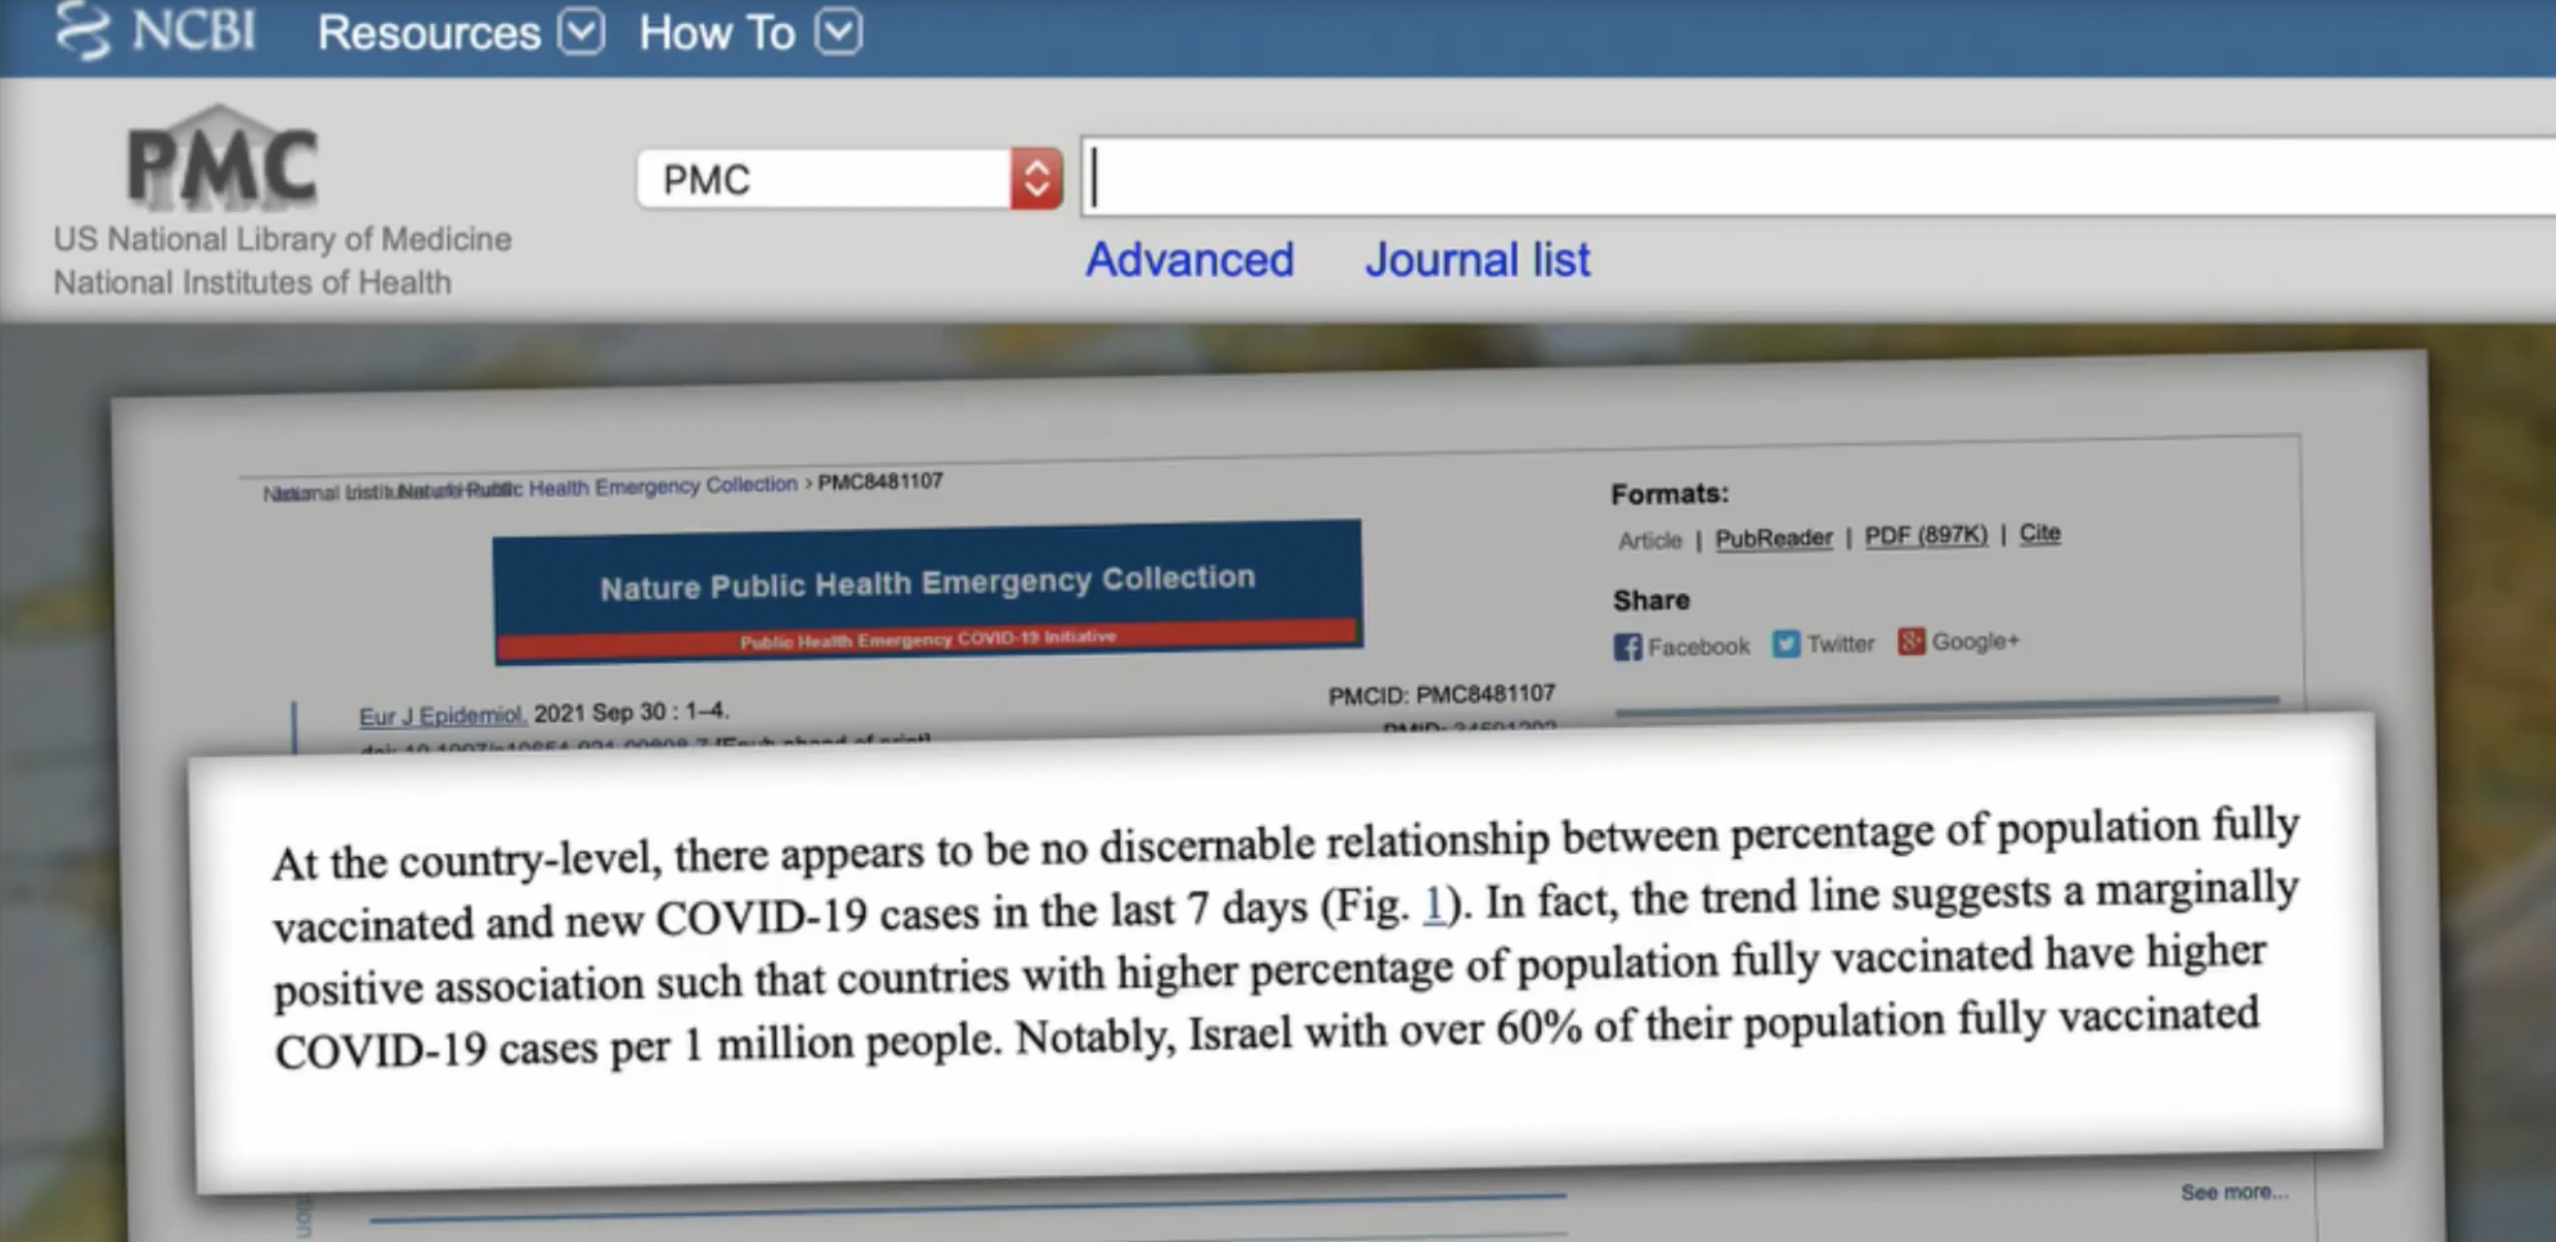 NCBI Resources How To
PMC
PMC
US National Library of Medicine
National Institutes of Health
Advanced Journal list
Health Emergency Collection > PMC8481107
Formats:
Article | PubReader | PDF (897K) | Cite
Nature Public Health Emergency Collection
Public Health Emergency COVID-19 Initiative
Share
Facebook Twitter Google+
Eur J Epidemiol. 2021 Sep 30 : 1–4.
PMCID: PMC8481107
At the country-level, there appears to be no discernable relationship between percentage of population fully
vaccinated and new COVID-19 cases in the last 7 days (Fig. 1). In fact, the trend line suggests a marginally
positive association such that countries with higher percentage of population fully vaccinated have higher
COVID-19 cases per 1 million people. Notably, Israel with over 60% of their population fully vaccinated
See more...